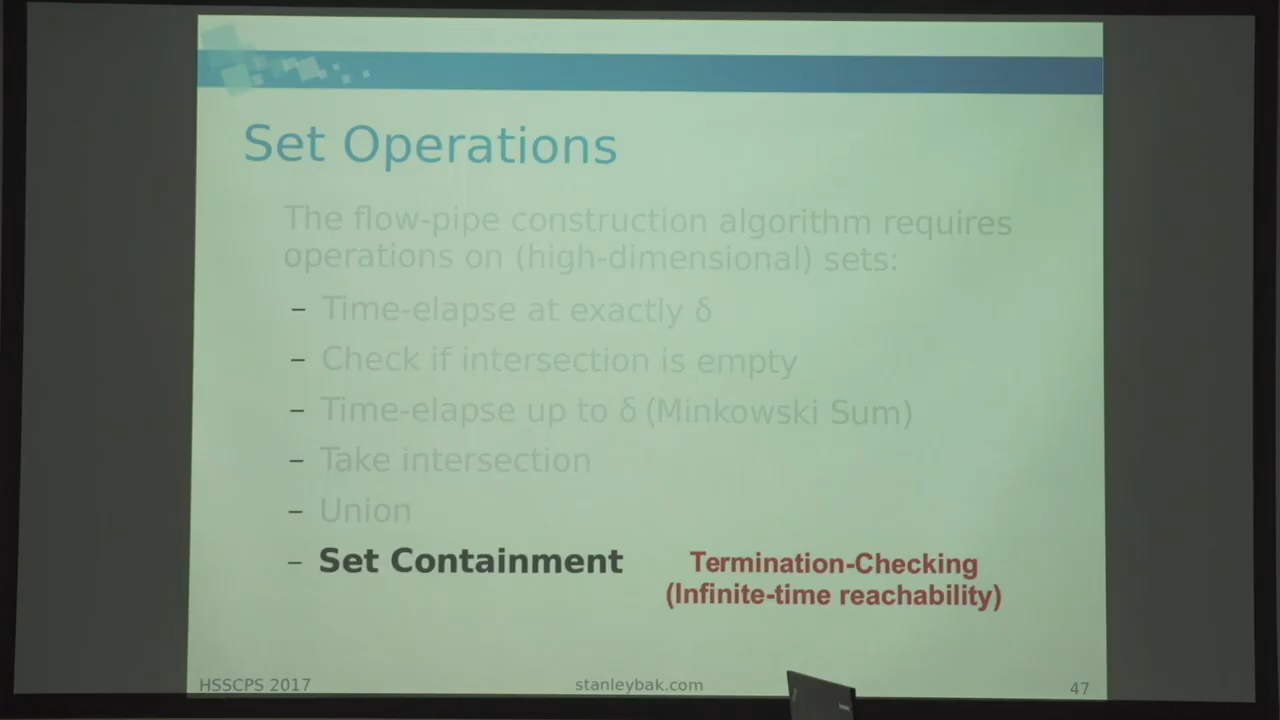 Set Operations
The flow-pipe construction algorithm requires
operations on (high-dimensional) sets:
– Time-elapse at exactly δ
– Check if intersection is empty
– Time-elapse up to δ (Minkowski Sum)
– Take intersection
– Union
– Set Containment
Termination-Checking
(Infinite-time reachability)
HSSCPS 2017
stanleybak.com
47